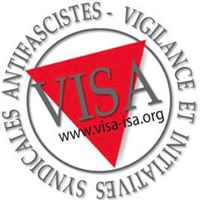 VIGILANCE ET INITIATIVES SYNDICALES ANTIFASCISTES -
VISA
www.visa-isa.org